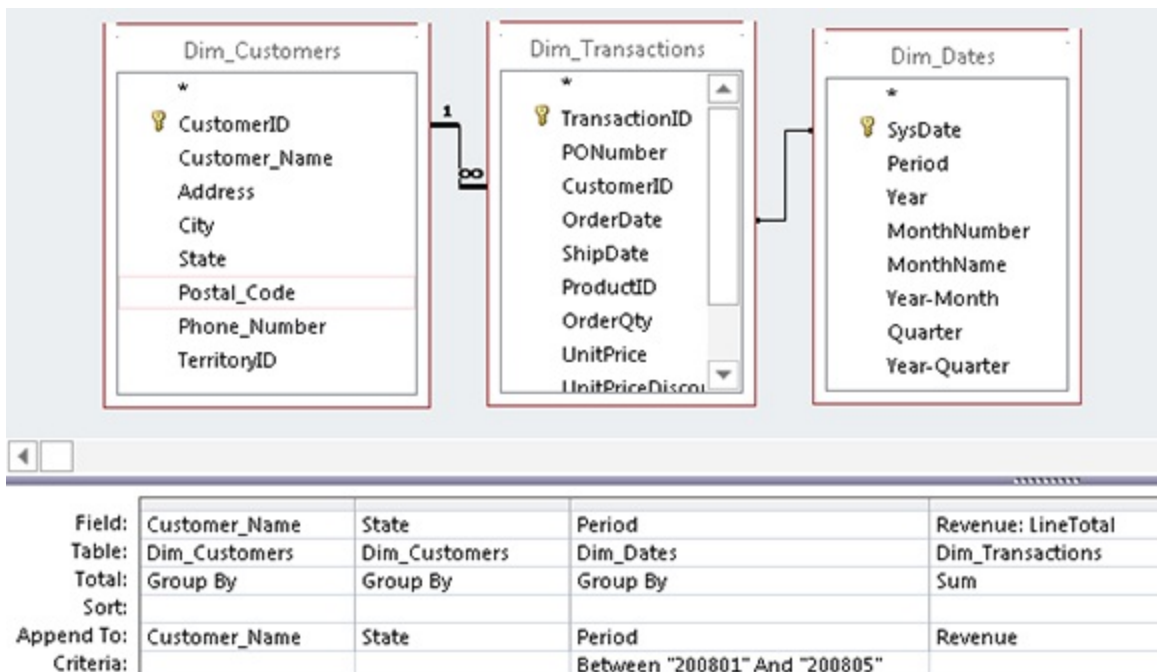 Dim_Customers
*
CustomerID
Customer_Name
Address
City
State
Postal_Code
Phone_Number
TerritoryID
1
∞
Dim_Transactions
*
TransactionID
PONumber
CustomerID
OrderDate
ShipDate
ProductID
OrderQty
UnitPrice
UnitPriceDiscou
Dim_Dates
*
SysDate
Period
Year
MonthNumber
MonthName
Year-Month
Quarter
Year-Quarter
Field: Customer_Name State Period Revenue: LineTotal
Table: Dim_Customers Dim_Customers Dim_Dates Dim_Transactions
Total: Group By Group By Group By Sum
Sort:
Append To: Customer_Name State Period Revenue
Criteria: Between "200801" And "200805"